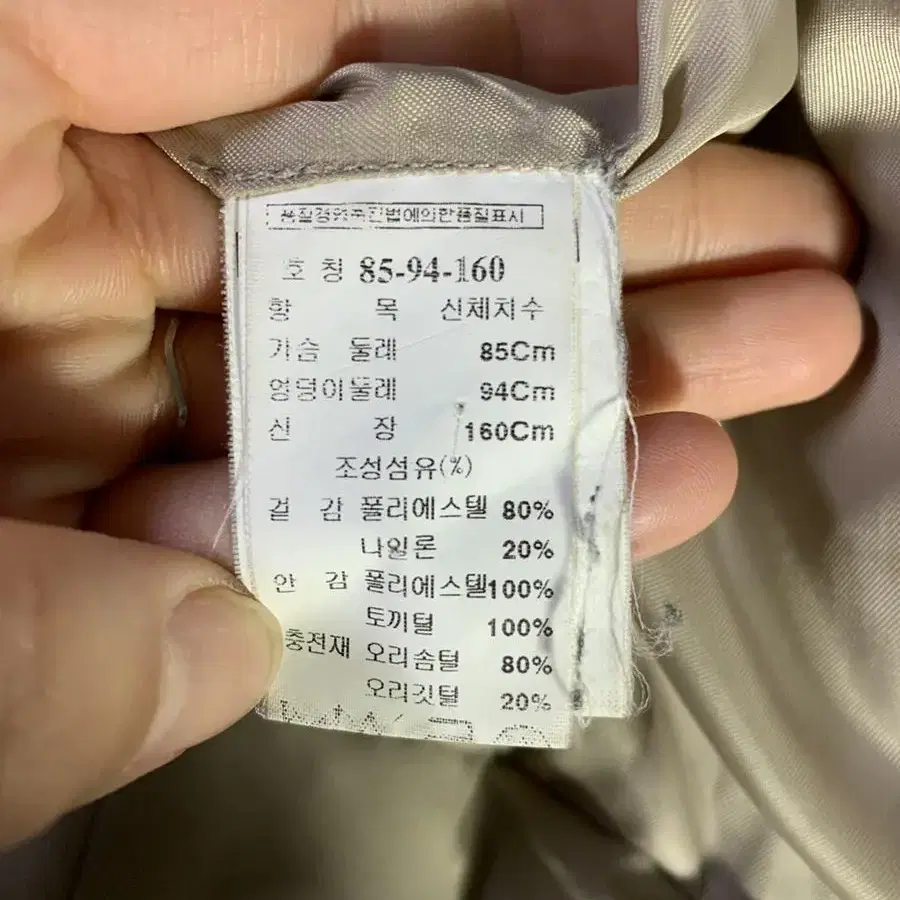 품질경영촉진법에의한품질표시
호 칭 85-94-160
항 목 신체치수
가슴 둘레 85Cm
엉덩이둘레 94Cm
신 장 160Cm
조성섬유(%)
겉 감 폴리에스텔 80%
나일론 20%
안 감 폴리에스텔100%
토끼털 100%
충전재 오리솜털 80%
오리깃털 20%